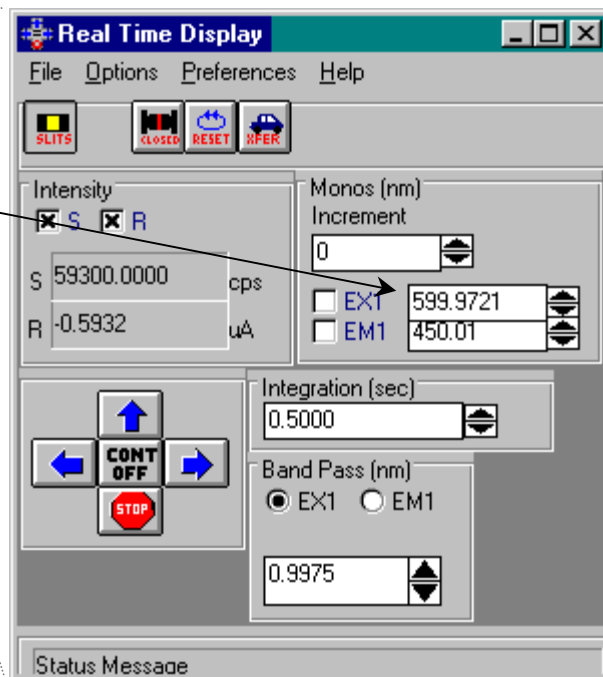 Real Time Display
File Options Preferences Help
SLITS CLOSED RESET XFER
Intensity
S R
S 59300.0000 cps
R -0.5932 uA
Monos (nm)
Increment
0
EX1 599.9721
EM1 450.01
CONT OFF
STOP
Integration (sec)
0.5000
Band Pass (nm)
EX1 EM1
0.9975
Status Message